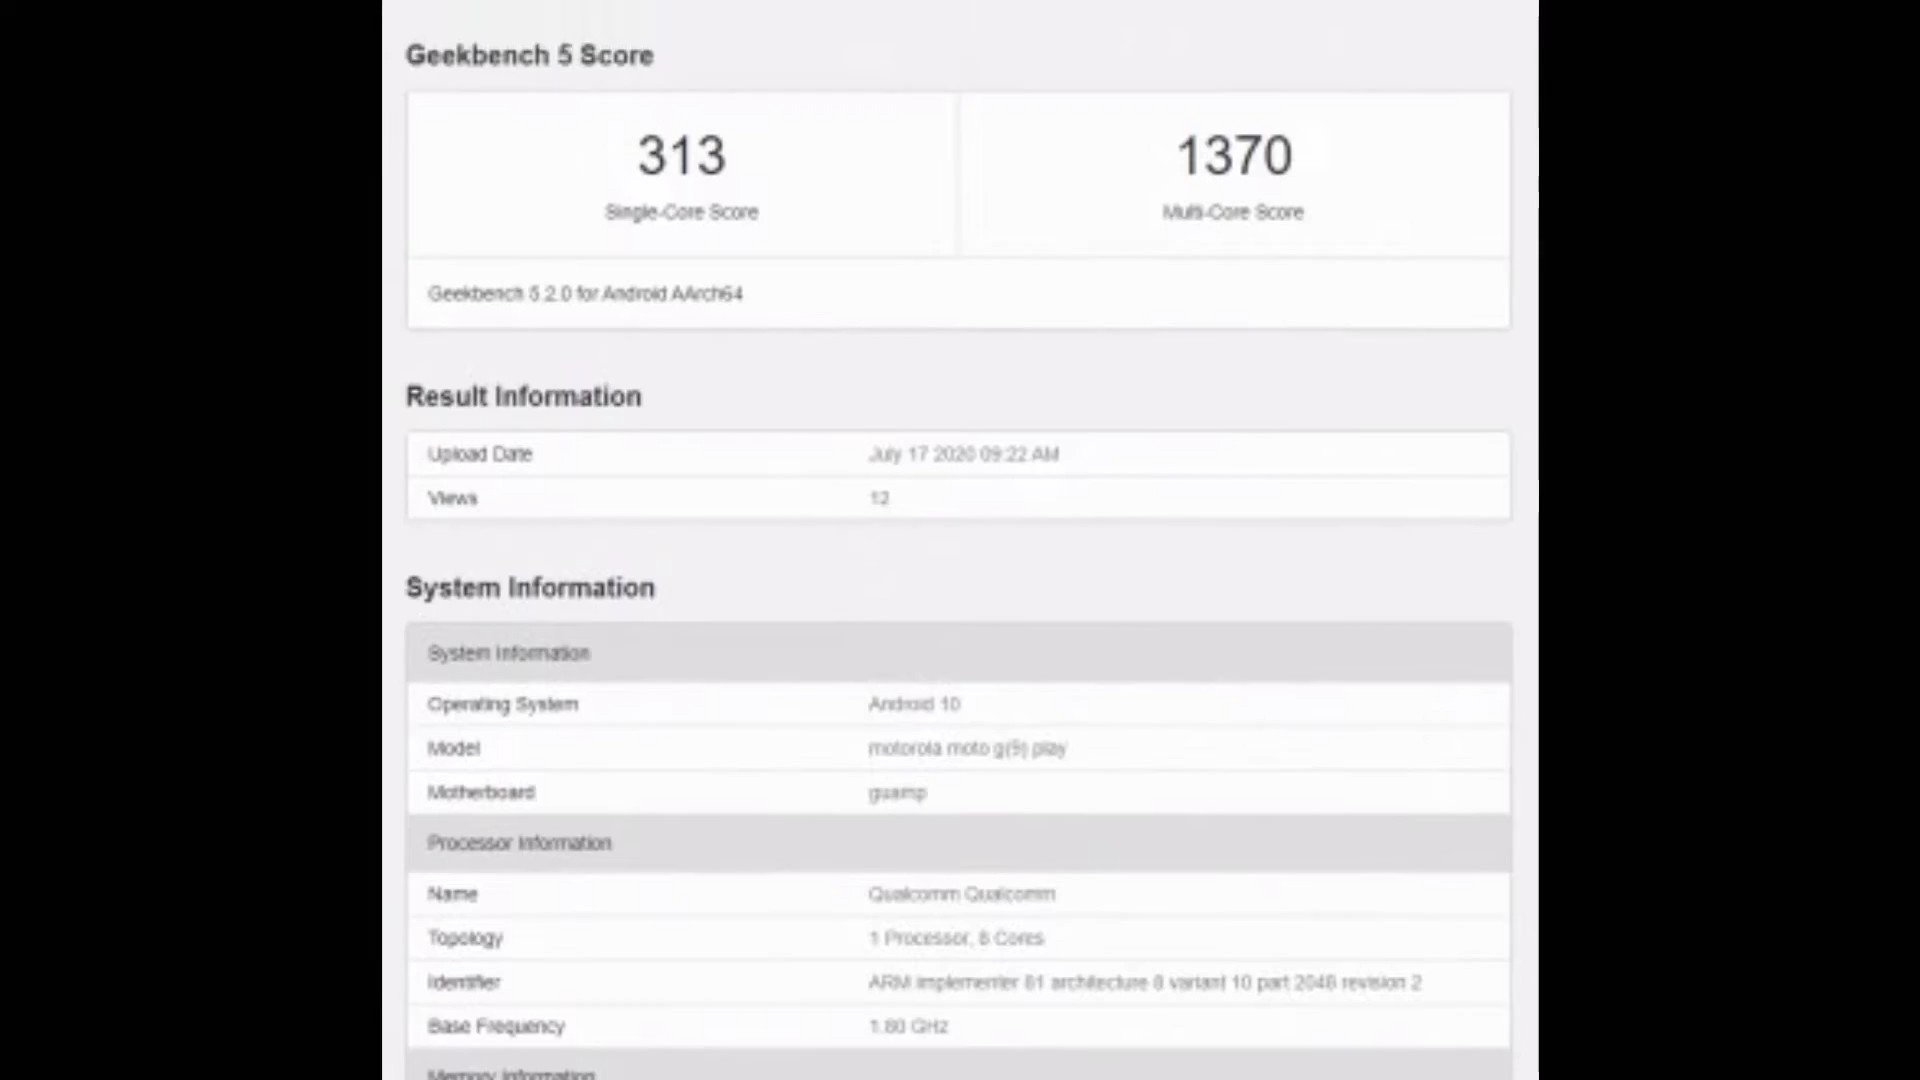 Geekbench 5 Score
313
1370
Single-Core Score
Multi-Core Score
Geekbench 5.2.0 for Android AArch64
Result Information
Upload Date July 17 2020 09:22 AM
Views 12
System Information
System Information
Operating System Android 10
Model motorola moto g(9) play
Motherboard guamp
Processor Information
Name Qualcomm Qualcomm
Topology 1 Processor, 8 Cores
Identifier ARM implementer 81 architecture 8 variant 10 part 2048 revision 2
Base Frequency 1.80 GHz
Memory Information